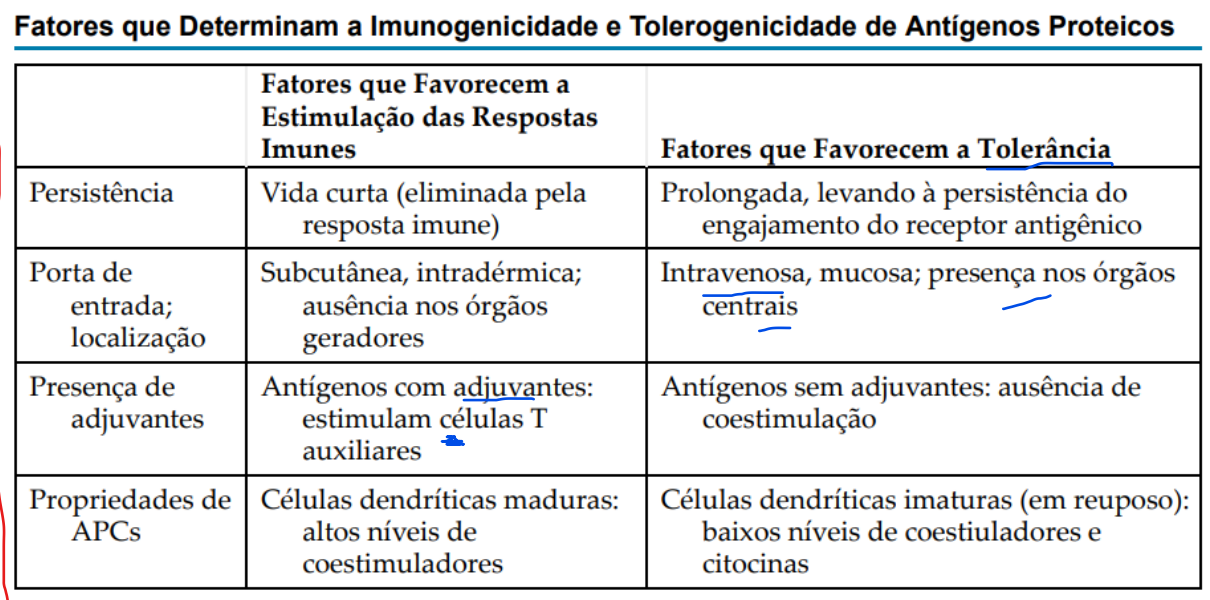 Fatores que Determinam a Imunogenicidade e Tolerogenicidade de Antígenos Proteicos
Fatores que Favorecem a
Estimulação das Respostas
Imunes
Fatores que Favorecem a Tolerância
Persistência
Vida curta (eliminada pela
resposta imune)
Prolongada, levando à persistência do
engajamento do receptor antigênico
Porta de
entrada;
localização
Subcutânea, intradérmica;
ausência nos órgãos
geradores
Intravenosa, mucosa; presença nos órgãos
centrais
Presença de
adjuvantes
Antígenos com adjuvantes:
estimulam células T
auxiliares
Antígenos sem adjuvantes: ausência de
coestimulação
Propriedades de
APCs
Células dendríticas maduras:
altos níveis de
coestimuladores
Células dendríticas imaturas (em reuposo):
baixos níveis de coestiuladores e
citocinas